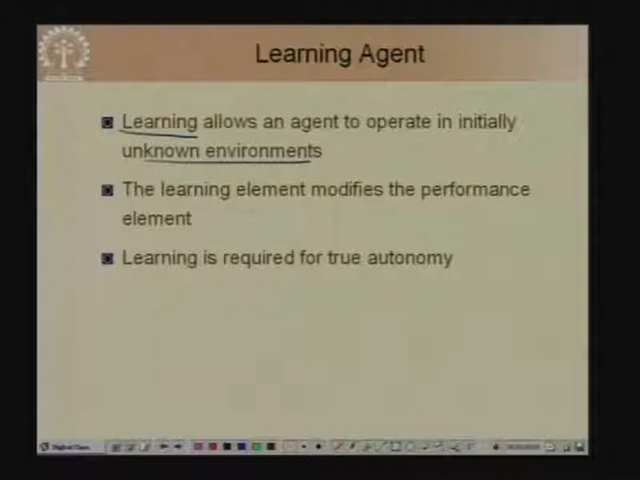 Learning Agent
Learning allows an agent to operate in initially
unknown environments
The learning element modifies the performance
element
Learning is required for true autonomy